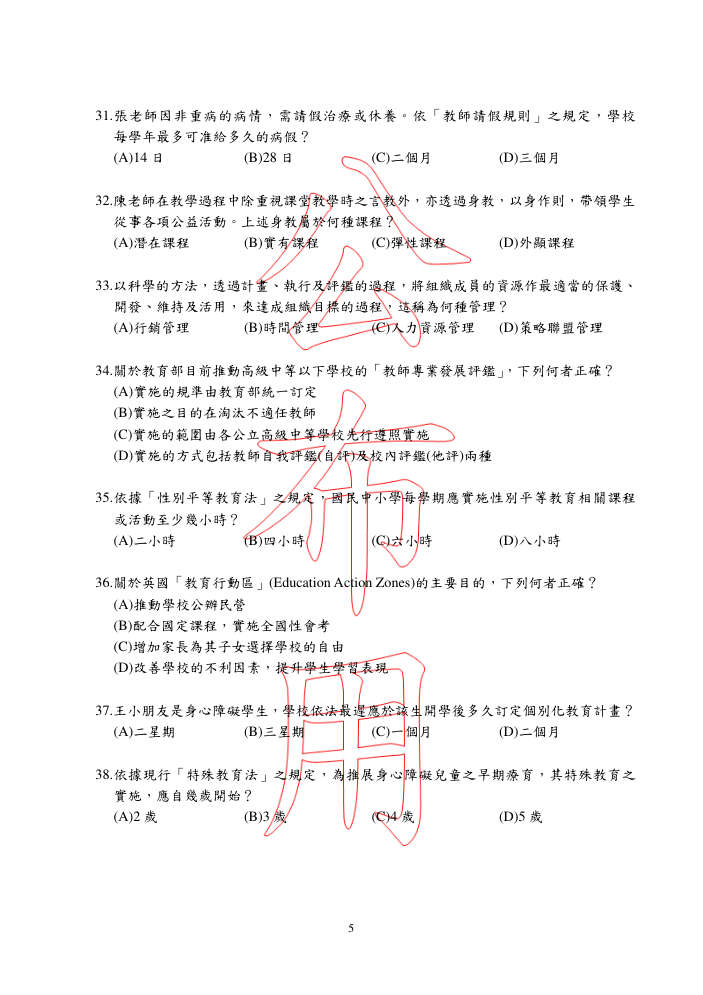 31.張老師因非重病的病情，需請假治療或休養。依「教師請假規則」之規定，學校
每學年最多可准給多久的病假？
(A)14 日 (B)28 日 (C)二個月 (D)三個月
32.陳老師在教學過程中除重視課堂教學時之言教外，亦透過身教，以身作則，帶領學生
從事各項公益活動。上述身教屬於何種課程？
(A)潛在課程 (B)實有課程 (C)彈性課程 (D)外顯課程
33.以科學的方法，透過計畫、執行及評鑑的過程，將組織成員的資源作最適當的保護、
開發、維持及活用，來達成組織目標的過程，這稱為何種管理？
(A)行銷管理 (B)時間管理 (C)人力資源管理 (D)策略聯盟管理
34.關於教育部目前推動高級中等以下學校的「教師專業發展評鑑」，下列何者正確？
(A)實施的規準由教育部統一訂定
(B)實施之目的在淘汰不適任教師
(C)實施的範圍由各公立高級中等學校先行遵照實施
(D)實施的方式包括教師自我評鑑(自評)及校內評鑑(他評)兩種
35.依據「性別平等教育法」之規定，國民中小學每學期應實施性別平等教育相關課程
或活動至少幾小時？
(A)二小時 (B)四小時 (C)六小時 (D)八小時
36.關於英國「教育行動區」(Education Action Zones)的主要目的，下列何者正確？
(A)推動學校公辦民營
(B)配合國定課程，實施全國性會考
(C)增加家長為其子女選擇學校的自由
(D)改善學校的不利因素，提升學生學習表現
37.王小朋友是身心障礙學生，學校依法最遲應於該生開學後多久訂定個別化教育計畫？
(A)二星期 (B)三星期 (C)一個月 (D)二個月
38.依據現行「特殊教育法」之規定，為推展身心障礙兒童之早期療育，其特殊教育之
實施，應自幾歲開始？
(A)2 歲 (B)3 歲 (C)4 歲 (D)5 歲
公布用
5